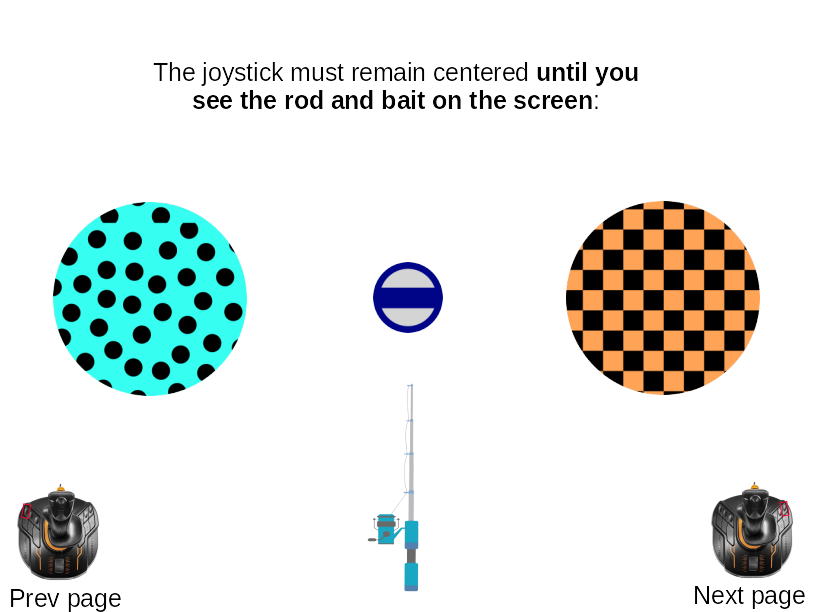 The joystick must remain centered until you
see the rod and bait on the screen:
Prev page
Next page